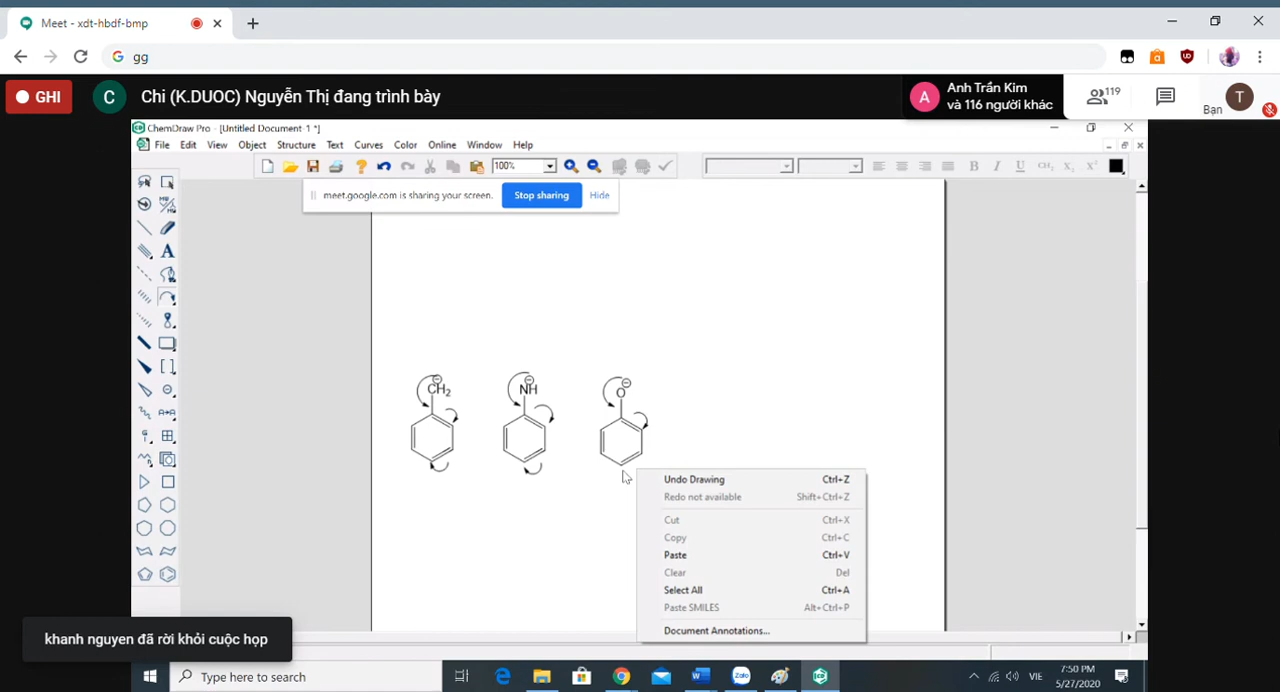 Meet - xdt-hbdf-bmp
gg
GHI
C
Chi (K.DUOC) Nguyễn Thị đang trình bày
A
Anh Trần Kim
và 116 người khác
119
Bạn
T
ChemDraw Pro - [Untitled Document-1 *]
File Edit View Object Structure Text Curves Color Online Window Help
100%
B I U CH₂ X₂ X²
meet.google.com is sharing your screen. Stop sharing Hide
A
CH₂ NH O
Undo Drawing Ctrl+Z
Redo not available Shift+Ctrl+Z
Cut Ctrl+X
Copy Ctrl+C
Paste Ctrl+V
Clear Del
Select All Ctrl+A
Paste SMILES Alt+Ctrl+P
Document Annotations...
khanh nguyen đã rời khỏi cuộc họp
Type here to search
Zalo
VIE
7:50 PM
5/27/2020